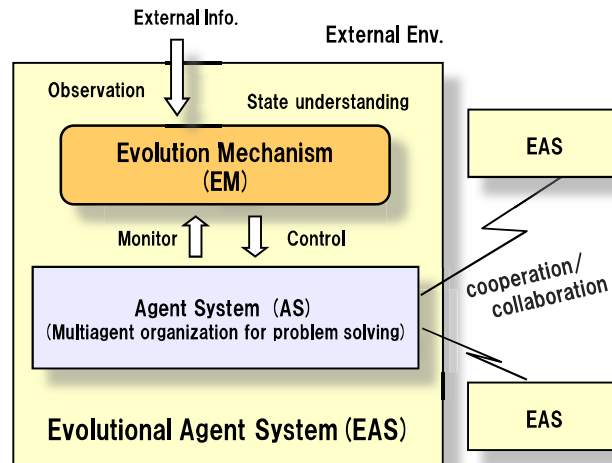 External Info.
External Env.
Observation
State understanding
Evolution Mechanism
(EM)
Monitor
Control
Agent System (AS)
(Multiagent organization for problem solving)
Evolutional Agent System (EAS)
EAS
cooperation/
collaboration
EAS